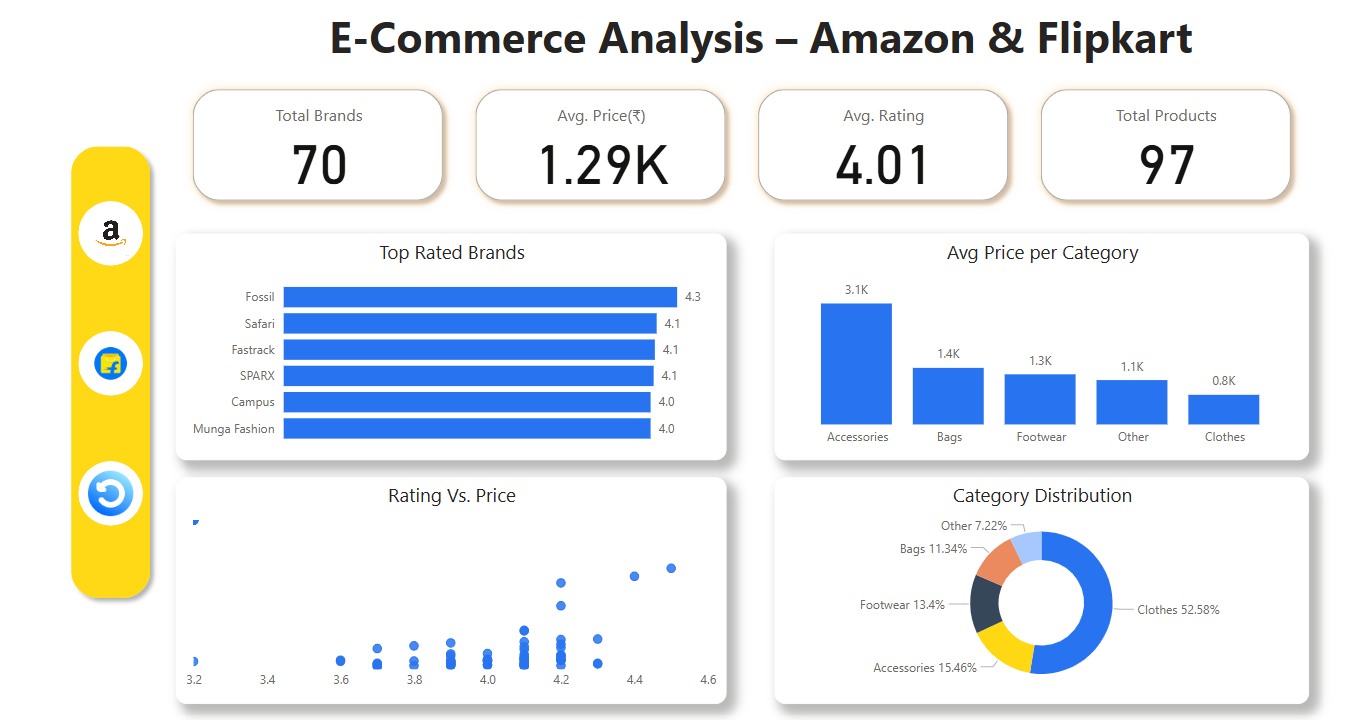 E-Commerce Analysis – Amazon & Flipkart
Total Brands
70
Avg. Price(₹)
1.29K
Avg. Rating
4.01
Total Products
97
a
Top Rated Brands
Fossil 4.3
Safari 4.1
Fastrack 4.1
SPARX 4.1
Campus 4.0
Munga Fashion 4.0
Avg Price per Category
3.1K
1.4K
1.3K
1.1K
0.8K
Accessories Bags Footwear Other Clothes
Rating Vs. Price
3.2 3.4 3.6 3.8 4.0 4.2 4.4 4.6
Category Distribution
Other 7.22%
Bags 11.34%
Footwear 13.4%
Clothes 52.58%
Accessories 15.46%